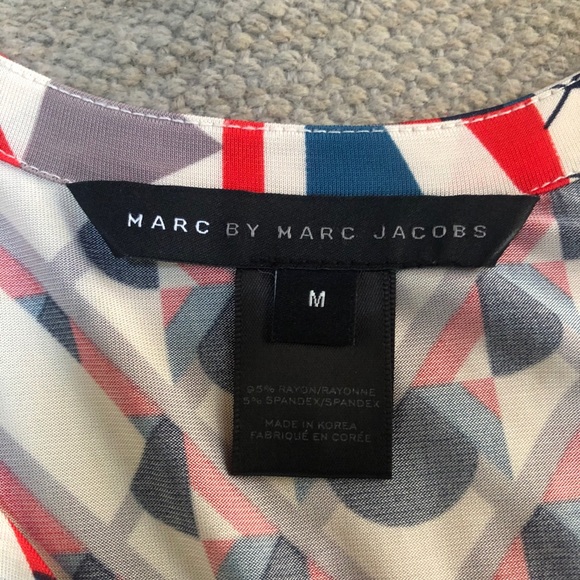 MARC BY MARC JACOBS
M
95% RAYON/RAYONNE
5% SPANDEX/SPANDEX
MADE IN KOREA
FABRIQUÉ EN CORÉE